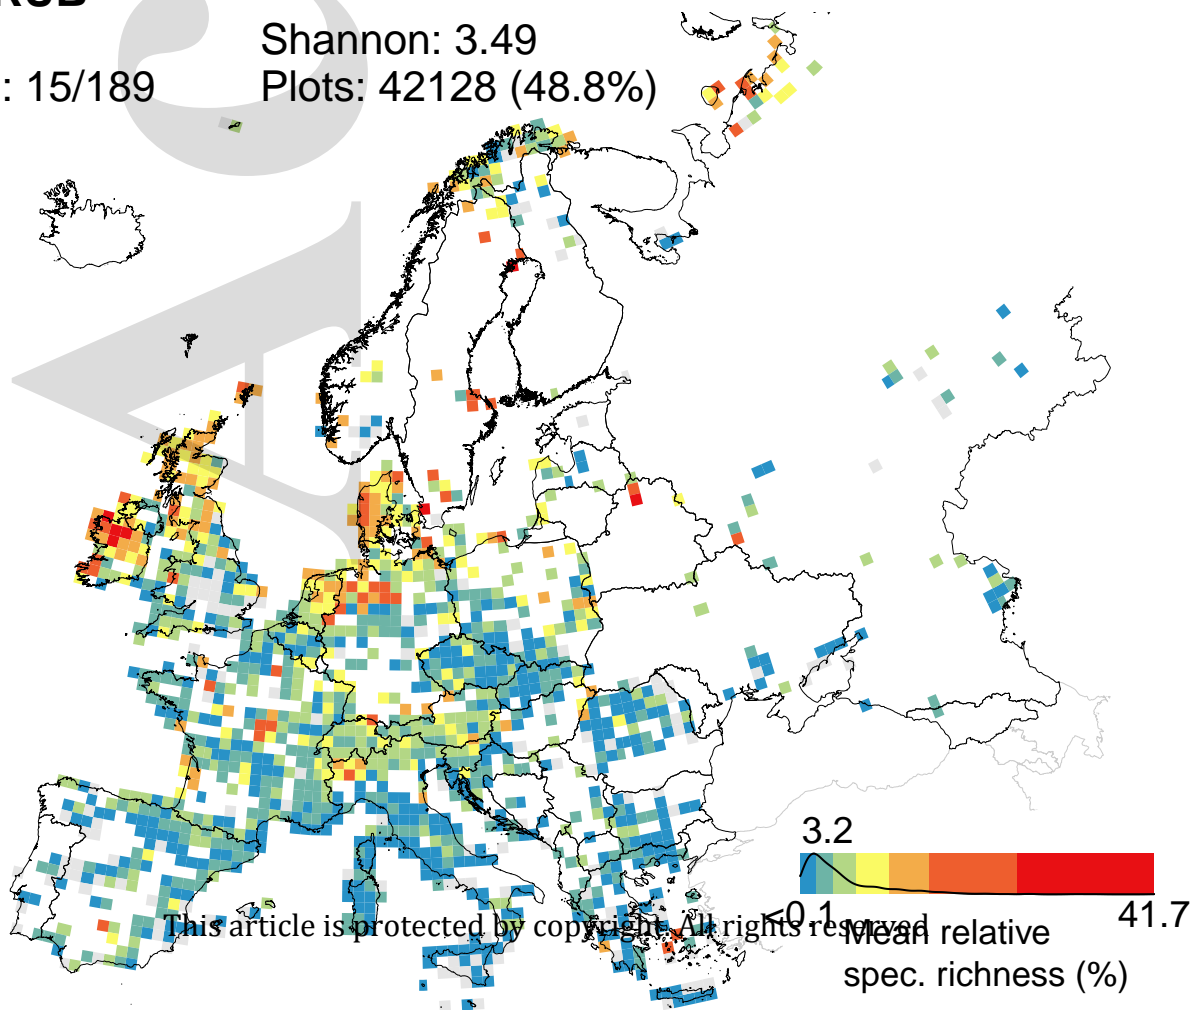 Shannon: 3.49
: 15/189 Plots: 42128 (48.8%)
3.2
<0.1 41.7
This article is protected by copyright. All rights reserved
Mean relative
spec. richness (%)